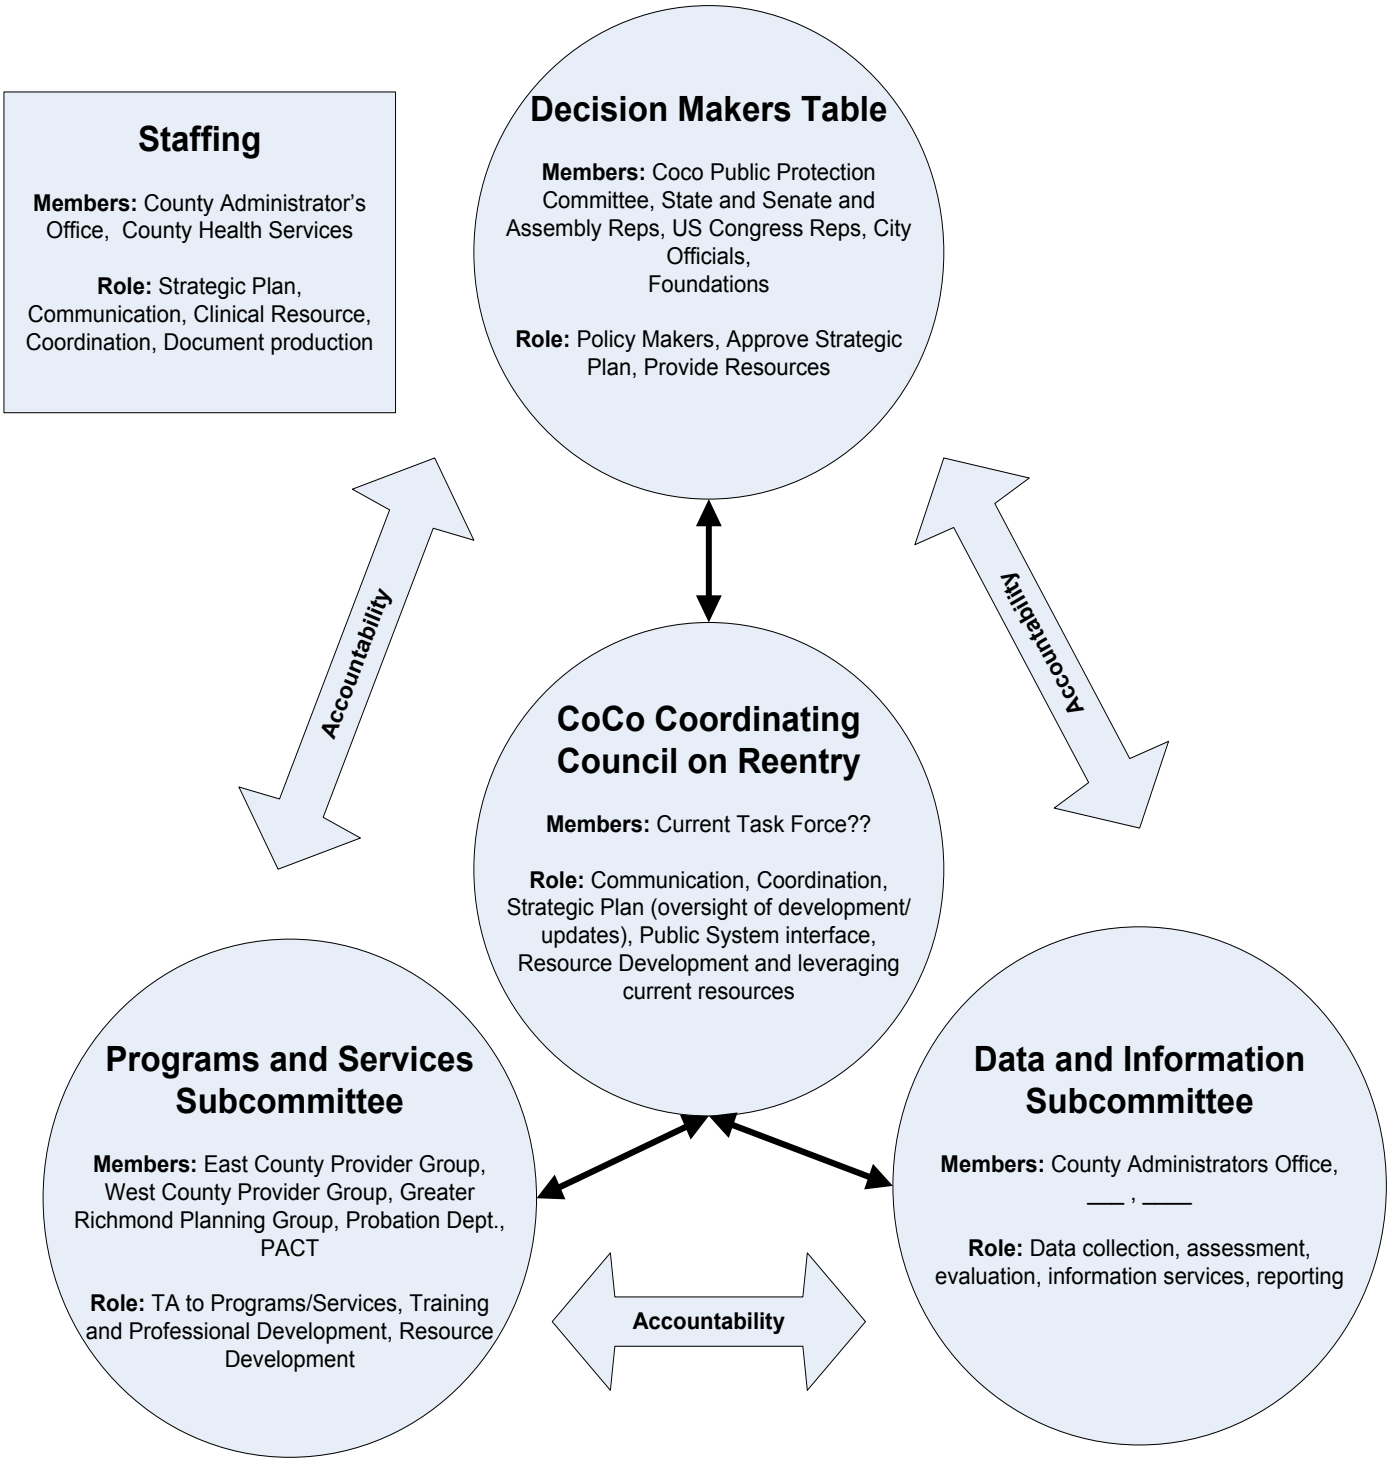 Staffing
Members: County Administrator's
Office,  County Health Services
Role: Strategic Plan,
Communication, Clinical Resource,
Coordination, Document production
Decision Makers Table
Members: Coco Public Protection
Committee, State and Senate and
Assembly Reps, US Congress Reps, City
Officials,
Foundations
Role: Policy Makers, Approve Strategic
Plan, Provide Resources
Accountability
Accountability
CoCo Coordinating
Council on Reentry
Members: Current Task Force??
Role: Communication, Coordination,
Strategic Plan (oversight of development/
updates), Public System interface,
Resource Development and leveraging
current resources
Programs and Services
Subcommittee
Members: East County Provider Group,
West County Provider Group, Greater
Richmond Planning Group, Probation Dept.,
PACT
Role: TA to Programs/Services, Training
and Professional Development, Resource
Development
Accountability
Data and Information
Subcommittee
Members: County Administrators Office,
___ , ____
Role: Data collection, assessment,
evaluation, information services, reporting